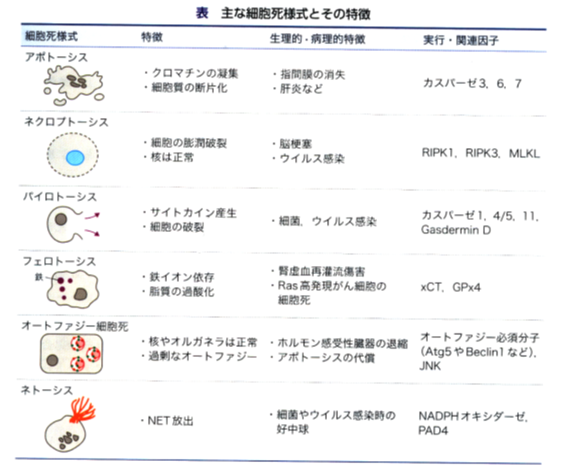 表　主な細胞死様式とその特徴
細胞死様式　特徴　生理的・病理的特徴　実行・関連因子
アポトーシス
・クロマチンの凝集　・指間膜の消失
・細胞質の断片化　・肝炎など
カスパーゼ3，6，7
ネクロプトーシス
・細胞の膨潤破裂　・脳梗塞
・核は正常　・ウイルス感染
RIPK1，RIPK3，MLKL
パイロトーシス
・サイトカイン産生
・細胞の破裂
・細菌，ウイルス感染
カスパーゼ1，4/5，11，
Gasdermin D
フェロトーシス
鉄
・鉄イオン依存
・脂質の過酸化
・腎虚血再灌流傷害
・Ras高発現がん細胞の
細胞死
xCT，GPx4
オートファジー細胞死
・核やオルガネラは正常　・ホルモン感受性臓器の退縮
・過剰なオートファジー　・アポトーシスの代償
オートファジー必須分子
(Atg5やBeclin1など)，
JNK
ネトーシス
・NET放出
・細菌やウイルス感染時の
好中球
NADPHオキシダーゼ，
PAD4